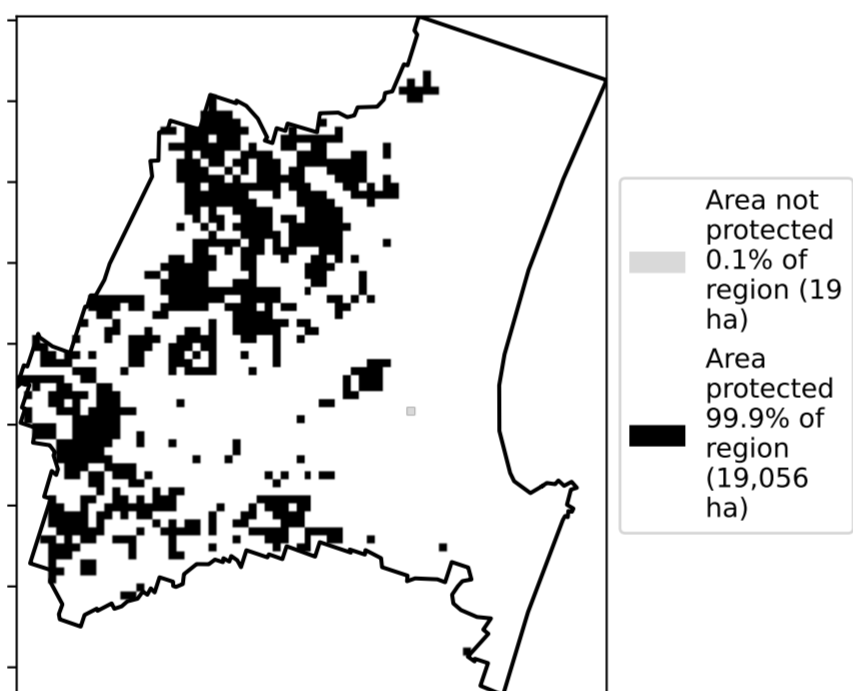 Area not
protected
0.1% of
region (19
ha)
Area
protected
99.9% of
region
(19,056
ha)